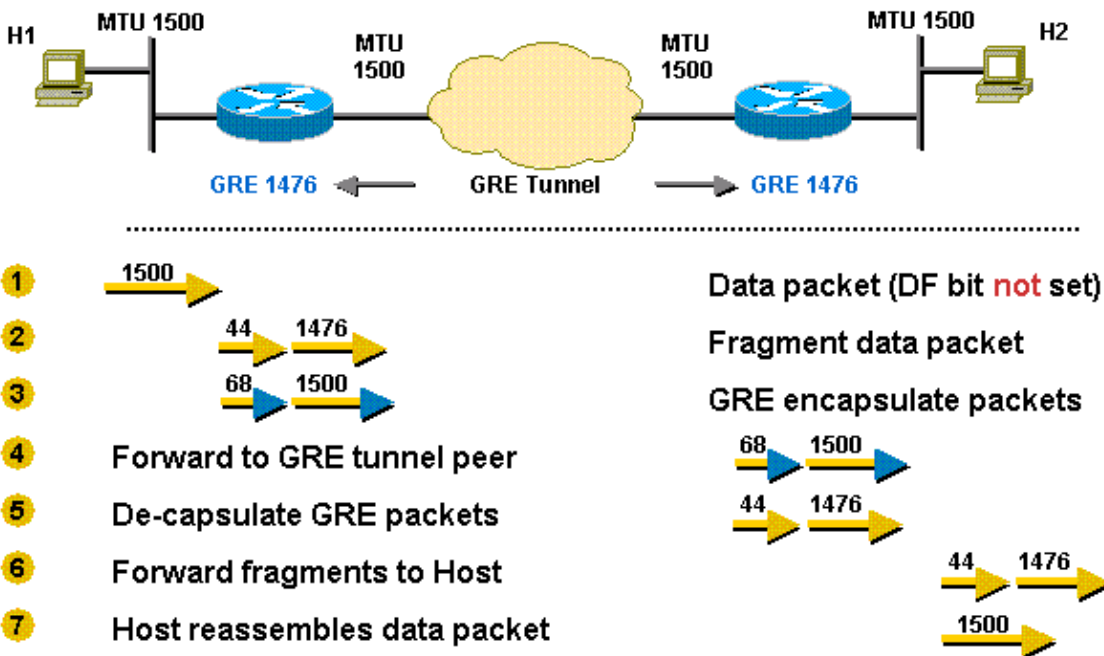 H1
MTU 1500
MTU
1500
MTU
1500
MTU 1500
H2
GRE 1476
GRE Tunnel
GRE 1476
1
1500
Data packet (DF bit not set)
2
44 1476
Fragment data packet
3
68 1500
GRE encapsulate packets
4
Forward to GRE tunnel peer
68 1500
5
De-capsulate GRE packets
44 1476
6
Forward fragments to Host
44 1476
7
Host reassembles data packet
1500